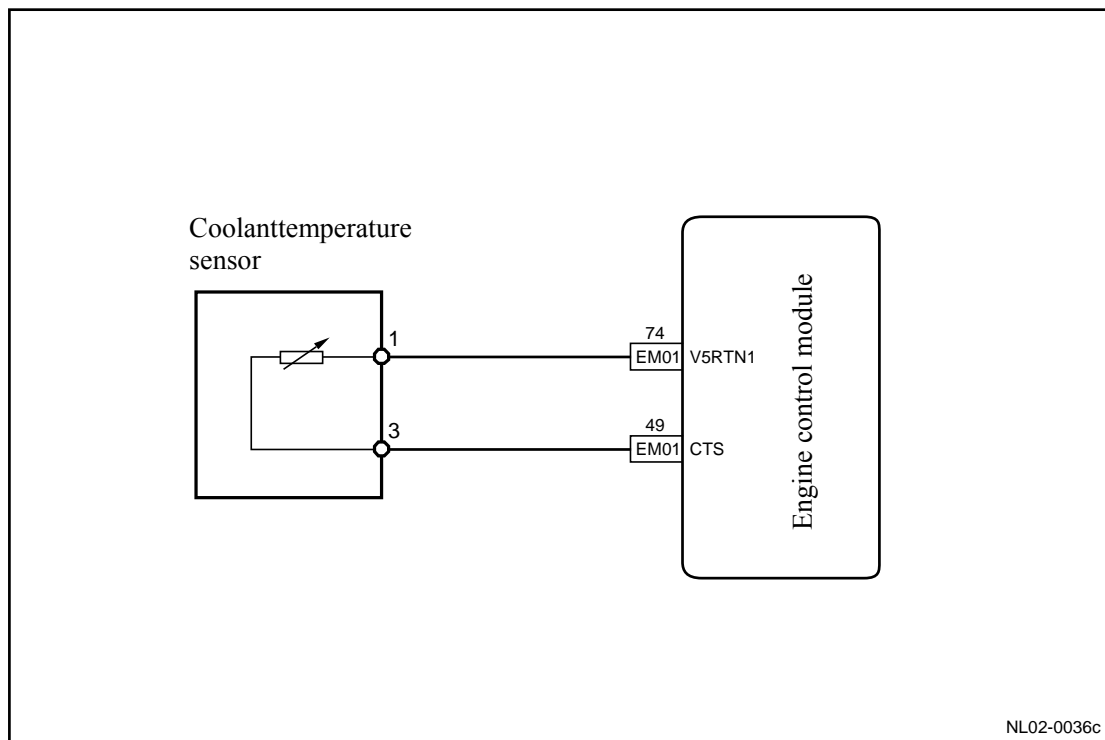 Coolanttemperature
sensor
1
74
EM01 V5RTN1
3
49
EM01 CTS
Engine control module
NL02-0036c